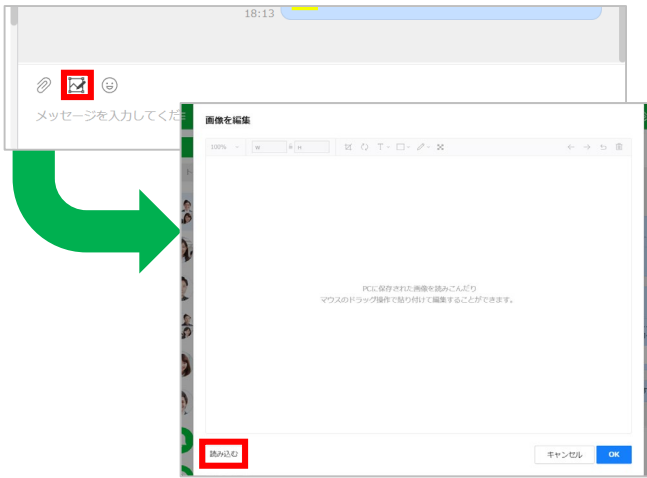 18:13
メッセージを入力してくだ
画像を編集
100%
W
H
T
PCに保存された画像を読みこんだり
マウスのドラッグ操作で貼り付けて編集することができます。
読み込む
キャンセル
OK